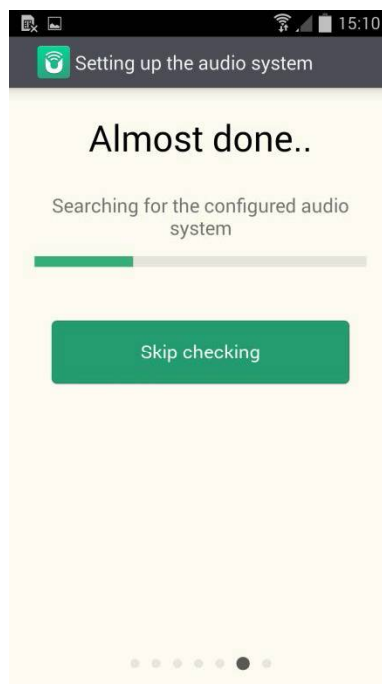 15:10
Setting up the audio system
Almost done..
Searching for the configured audio
system
Skip checking